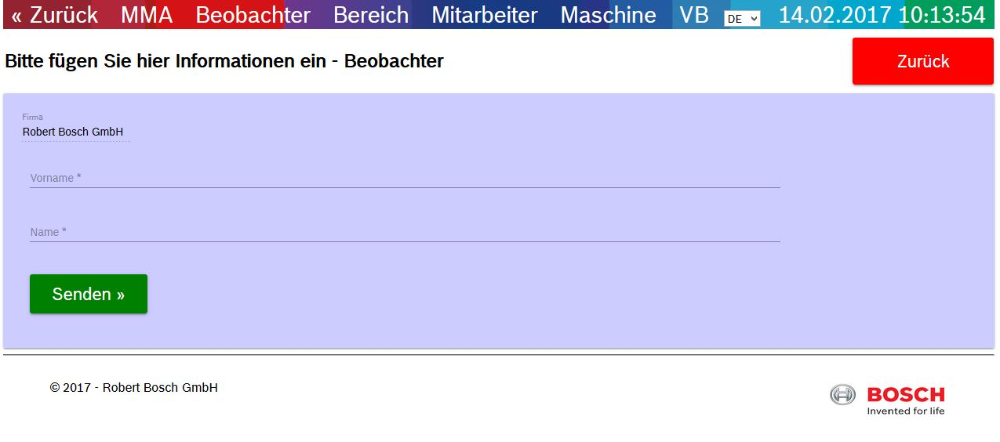 « Zurück MMA Beobachter Bereich Mitarbeiter Maschine VB DE 14.02.2017 10:13:54
Bitte fügen Sie hier Informationen ein - Beobachter
Zurück
Firma
Robert Bosch GmbH
Vorname *
Name *
Senden »
© 2017 - Robert Bosch GmbH
BOSCH
Invented for life